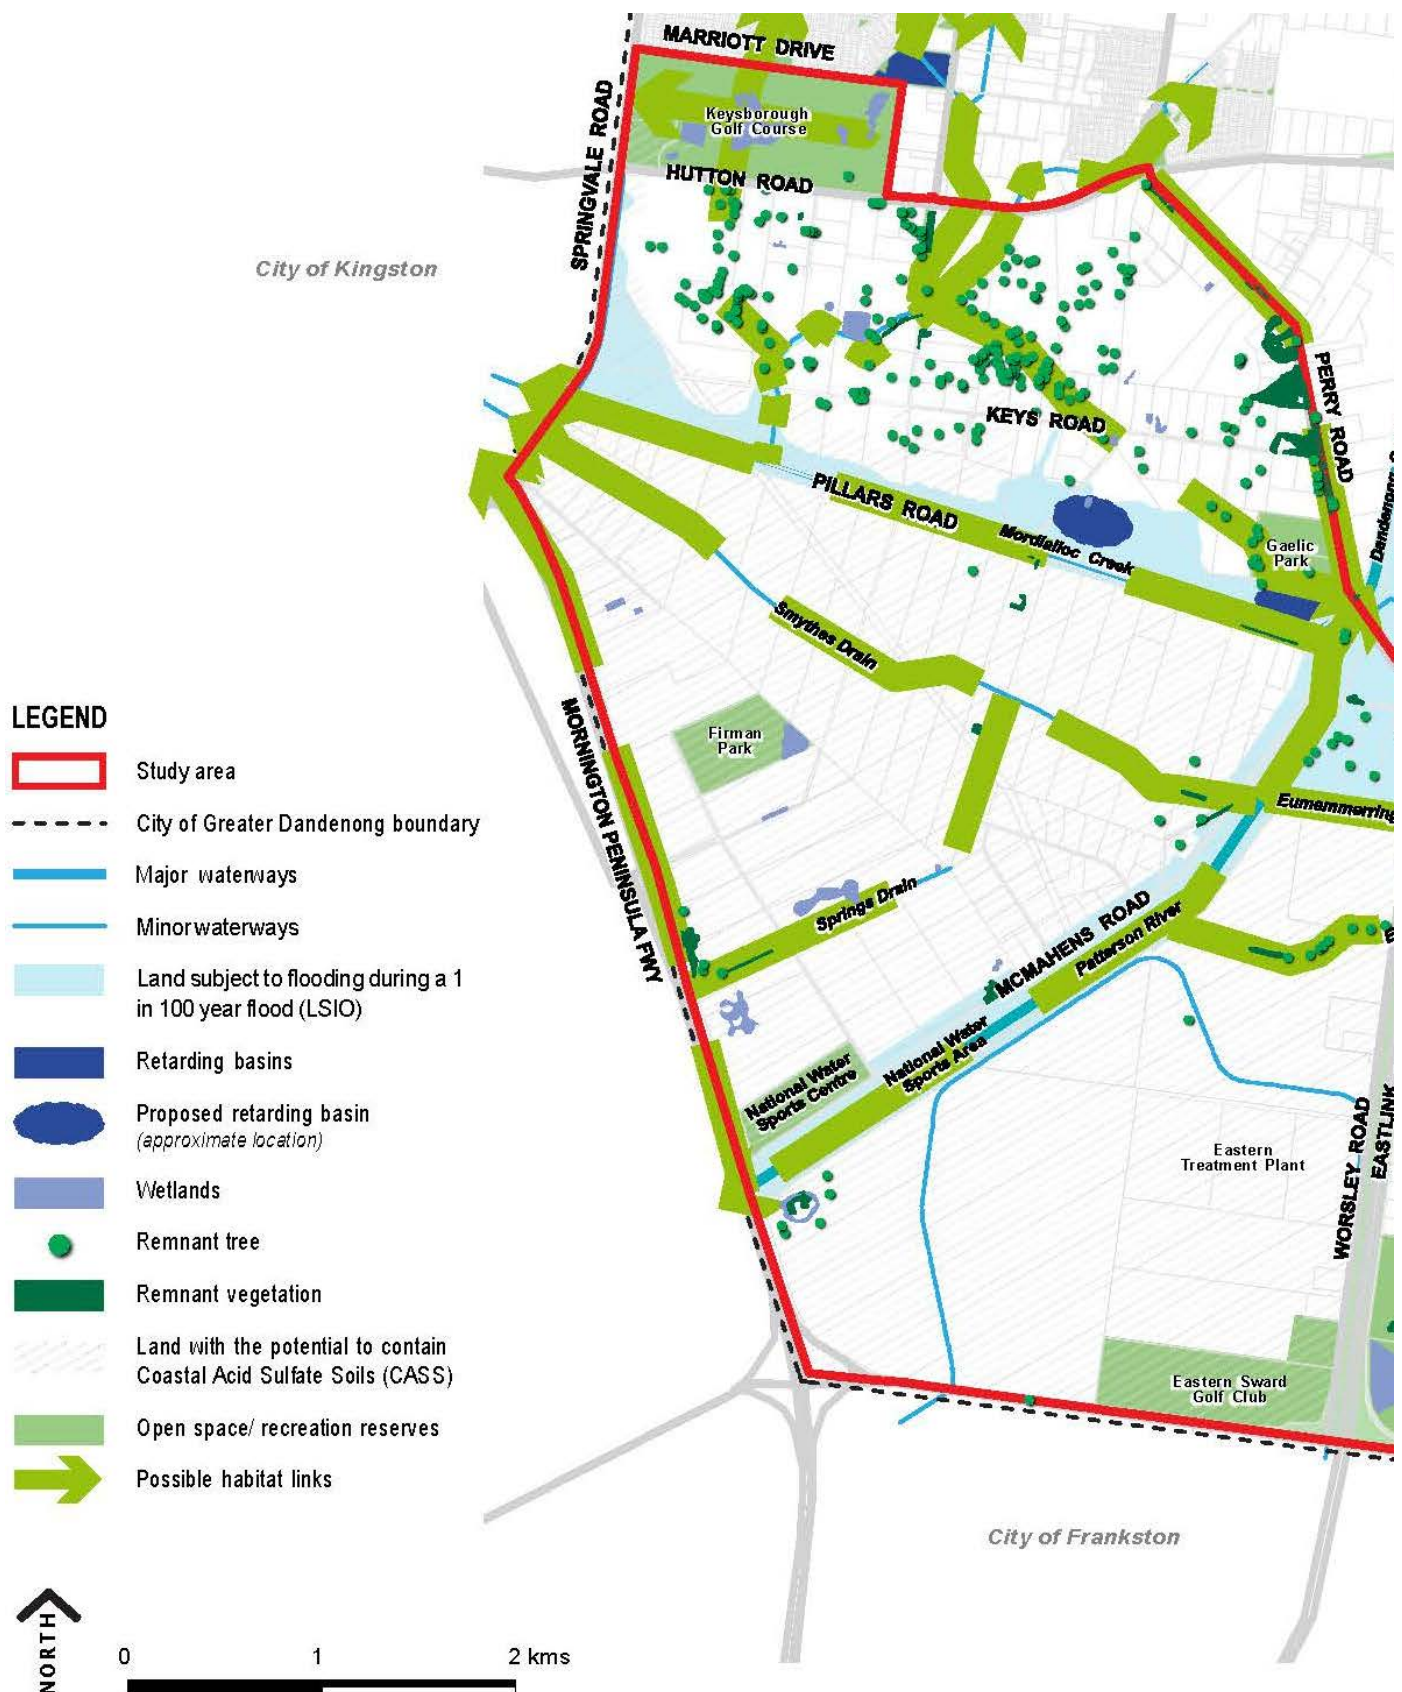 MARRIOTT DRIVE
SPRINGVALE ROAD
Keysborough
Golf Course
HUTTON ROAD
City of Kingston
PERRY ROAD
KEYS ROAD
PILLARS ROAD
Mordialloc Creek
Gaelic
Park
Dandenong
Smythes Drain
MORNINGTON PENINSULA FWY
Firman
Park
Eumemmerring
Springs Drain
MCMAHENS ROAD
Patterson River
National Water
Sports Area
National Water
Sports Centre
Eastern
Treatment Plant
WORSLEY ROAD
EASTLINK
Eastern Sward
Golf Club
City of Frankston
LEGEND
Study area
City of Greater Dandenong boundary
Major waterways
Minor waterways
Land subject to flooding during a 1
in 100 year flood (LSIO)
Retarding basins
Proposed retarding basin
(approximate location)
Wetlands
Remnant tree
Remnant vegetation
Land with the potential to contain
Coastal Acid Sulfate Soils (CASS)
Open space/ recreation reserves
Possible habitat links
NORTH
0 1 2 kms